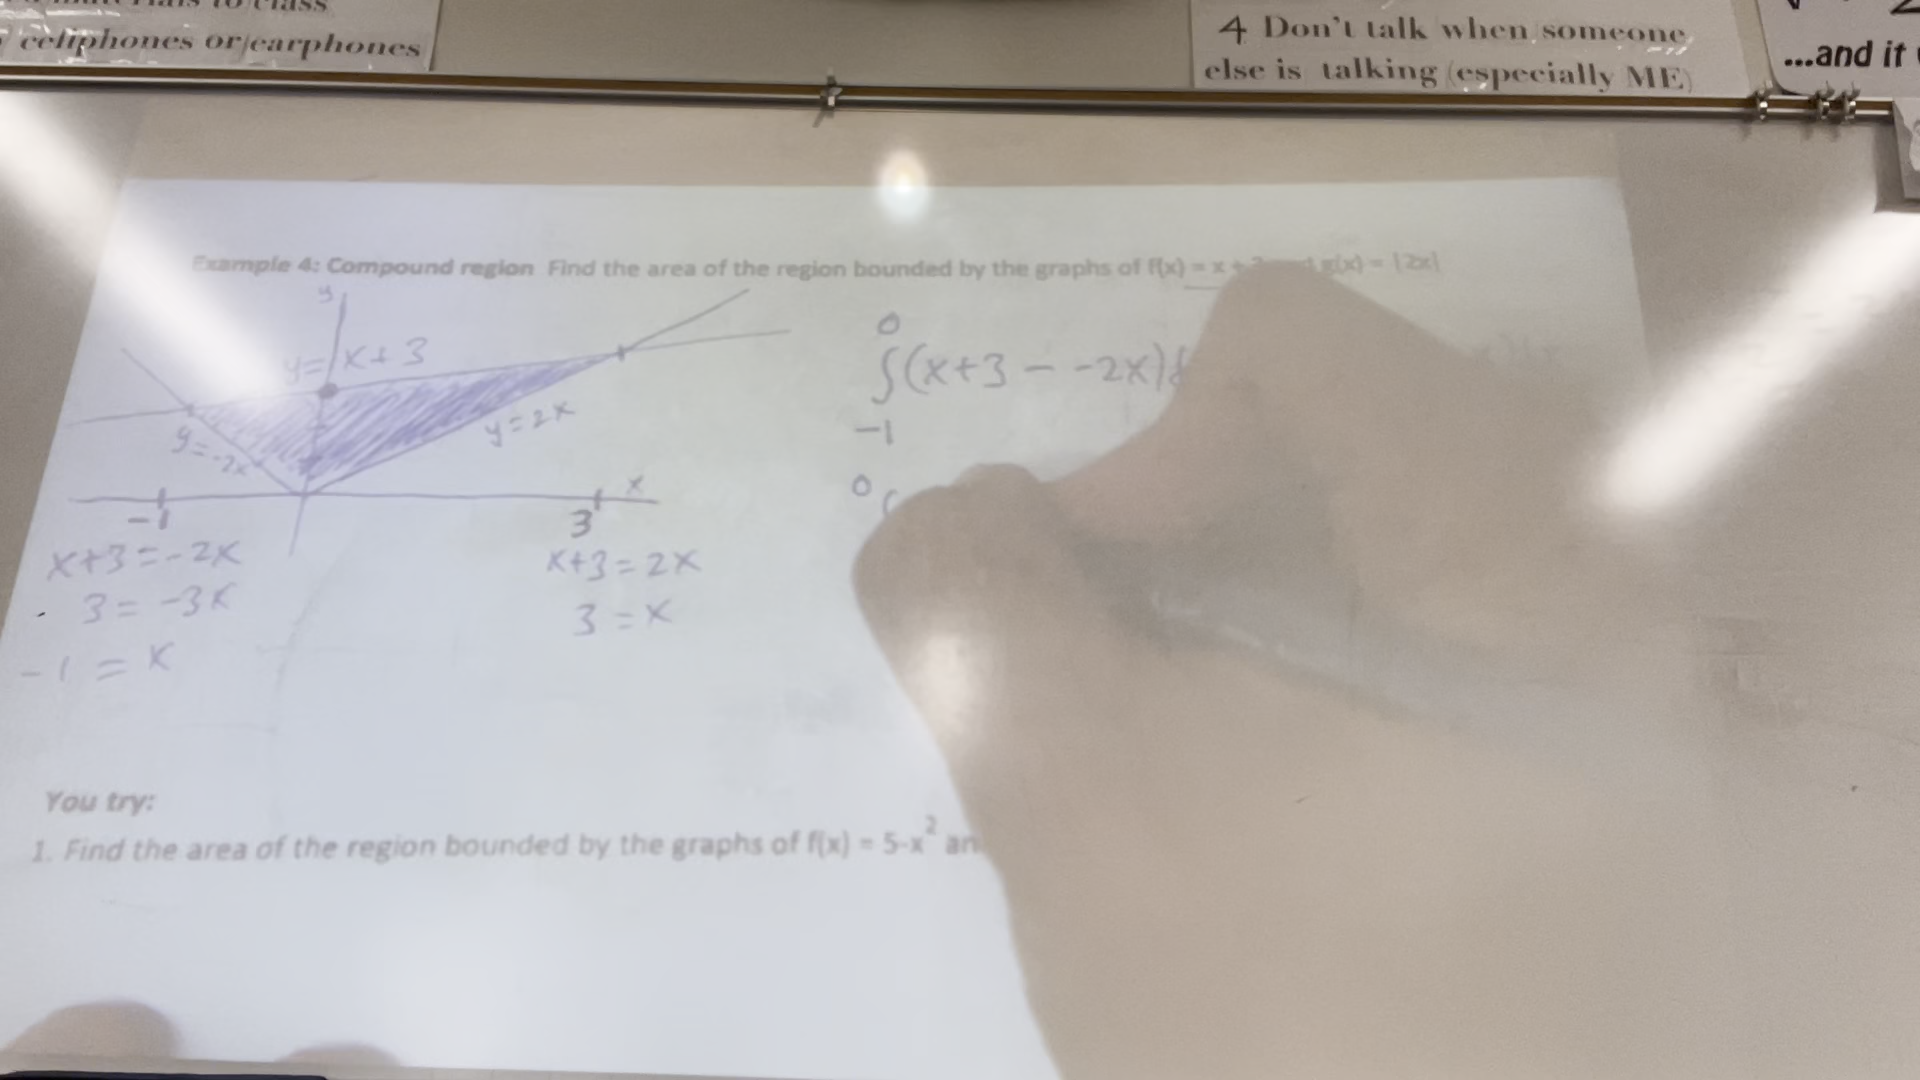 to class
cellphones or earphones
4 Don't talk when someone
else is talking (especially ME)
...and it
Example 4: Compound region Find the area of the region bounded by the graphs of f(x) = x + g(x) = |2x|
y
y = x + 3
y = -2x
y = 2x
x
-1
3
x+3 = -2x
3 = -3x
-1 = x
x+3 = 2x
3 = x
0
∫(x+3 - -2x)
-1
0
You try:
1. Find the area of the region bounded by the graphs of f(x) = 5-x²